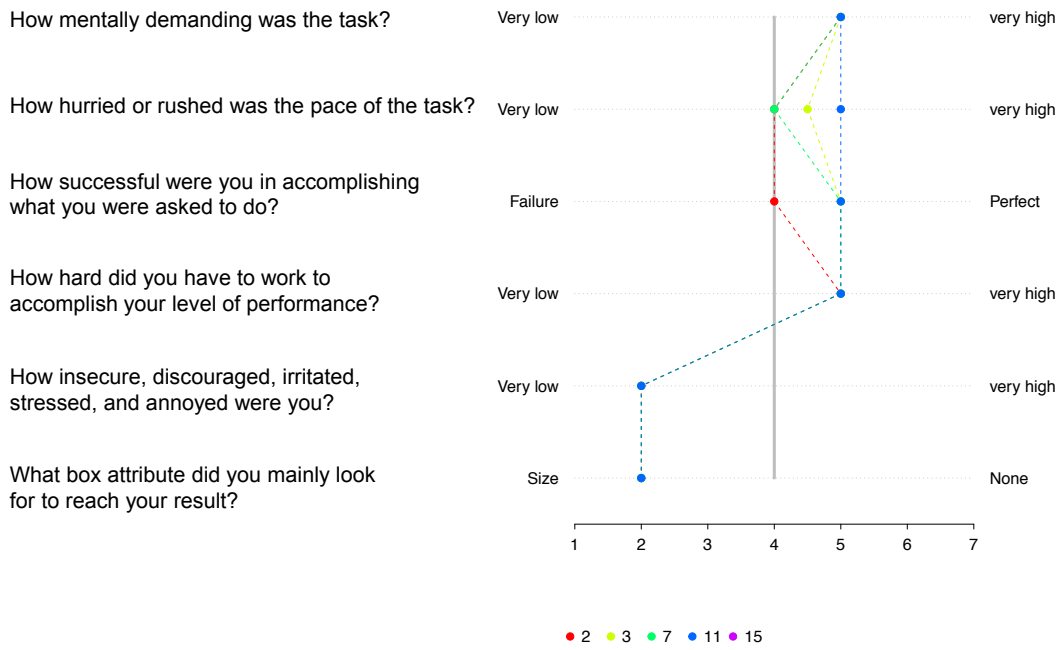 How mentally demanding was the task?
Very low
very high
How hurried or rushed was the pace of the task?
Very low
very high
How successful were you in accomplishing
what you were asked to do?
Failure
Perfect
How hard did you have to work to
accomplish your level of performance?
Very low
very high
How insecure, discouraged, irritated,
stressed, and annoyed were you?
Very low
very high
What box attribute did you mainly look
for to reach your result?
Size
None
1 2 3 4 5 6 7
2 3 7 11 15